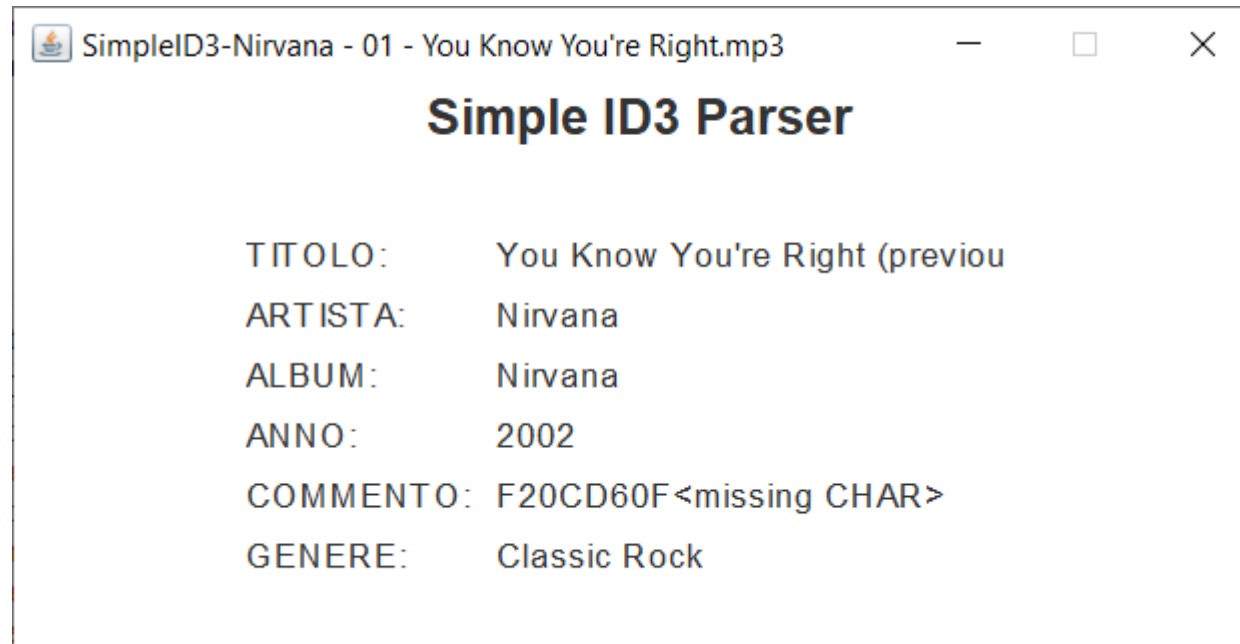 SimpleID3-Nirvana - 01 - You Know You're Right.mp3
Simple ID3 Parser
TITOLO: You Know You're Right (previou
ARTISTA: Nirvana
ALBUM: Nirvana
ANNO: 2002
COMMENTO: F20CD60F<missing CHAR>
GENERE: Classic Rock